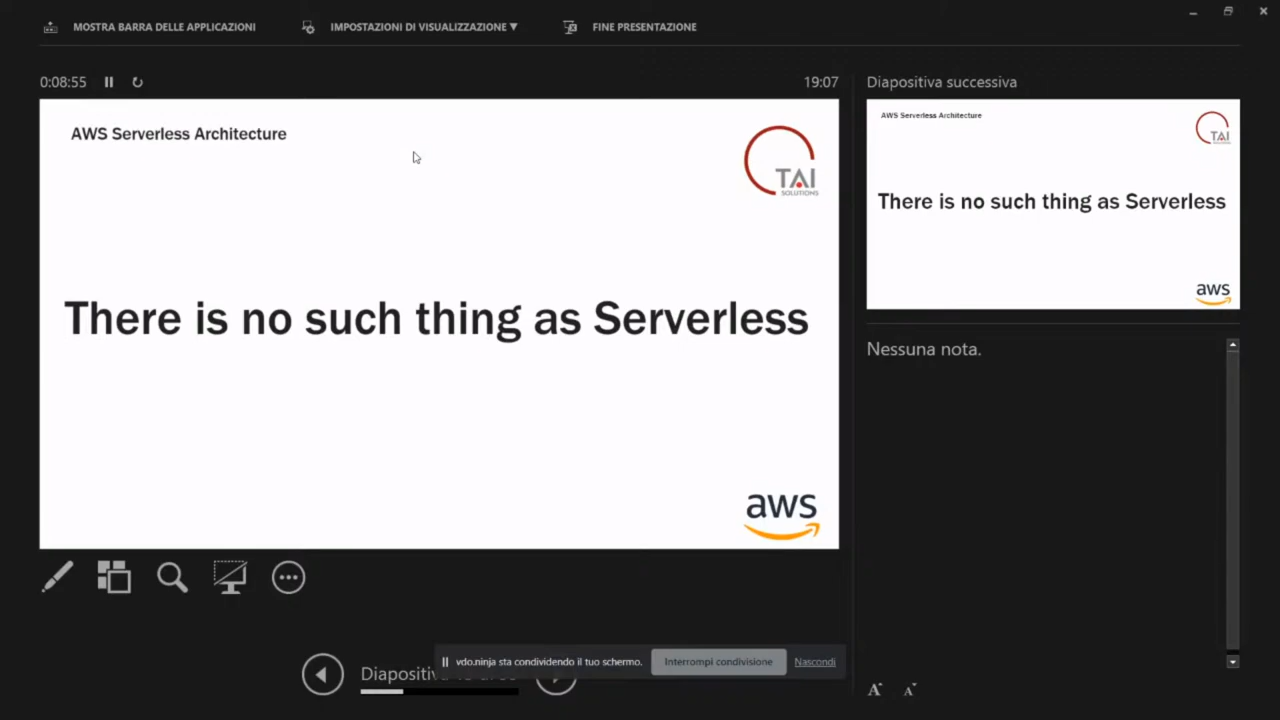 MOSTRA BARRA DELLE APPLICAZIONI
IMPOSTAZIONI DI VISUALIZZAZIONE ▼
FINE PRESENTAZIONE
0:08:55
19:07
AWS Serverless Architecture
TAI
SOLUTIONS
There is no such thing as Serverless
aws
Diapositiva successiva
AWS Serverless Architecture
TAI
SOLUTIONS
There is no such thing as Serverless
aws
Nessuna nota.
vdo.ninja sta condividendo il tuo schermo.
Interrompi condivisione
Nascondi
A
A